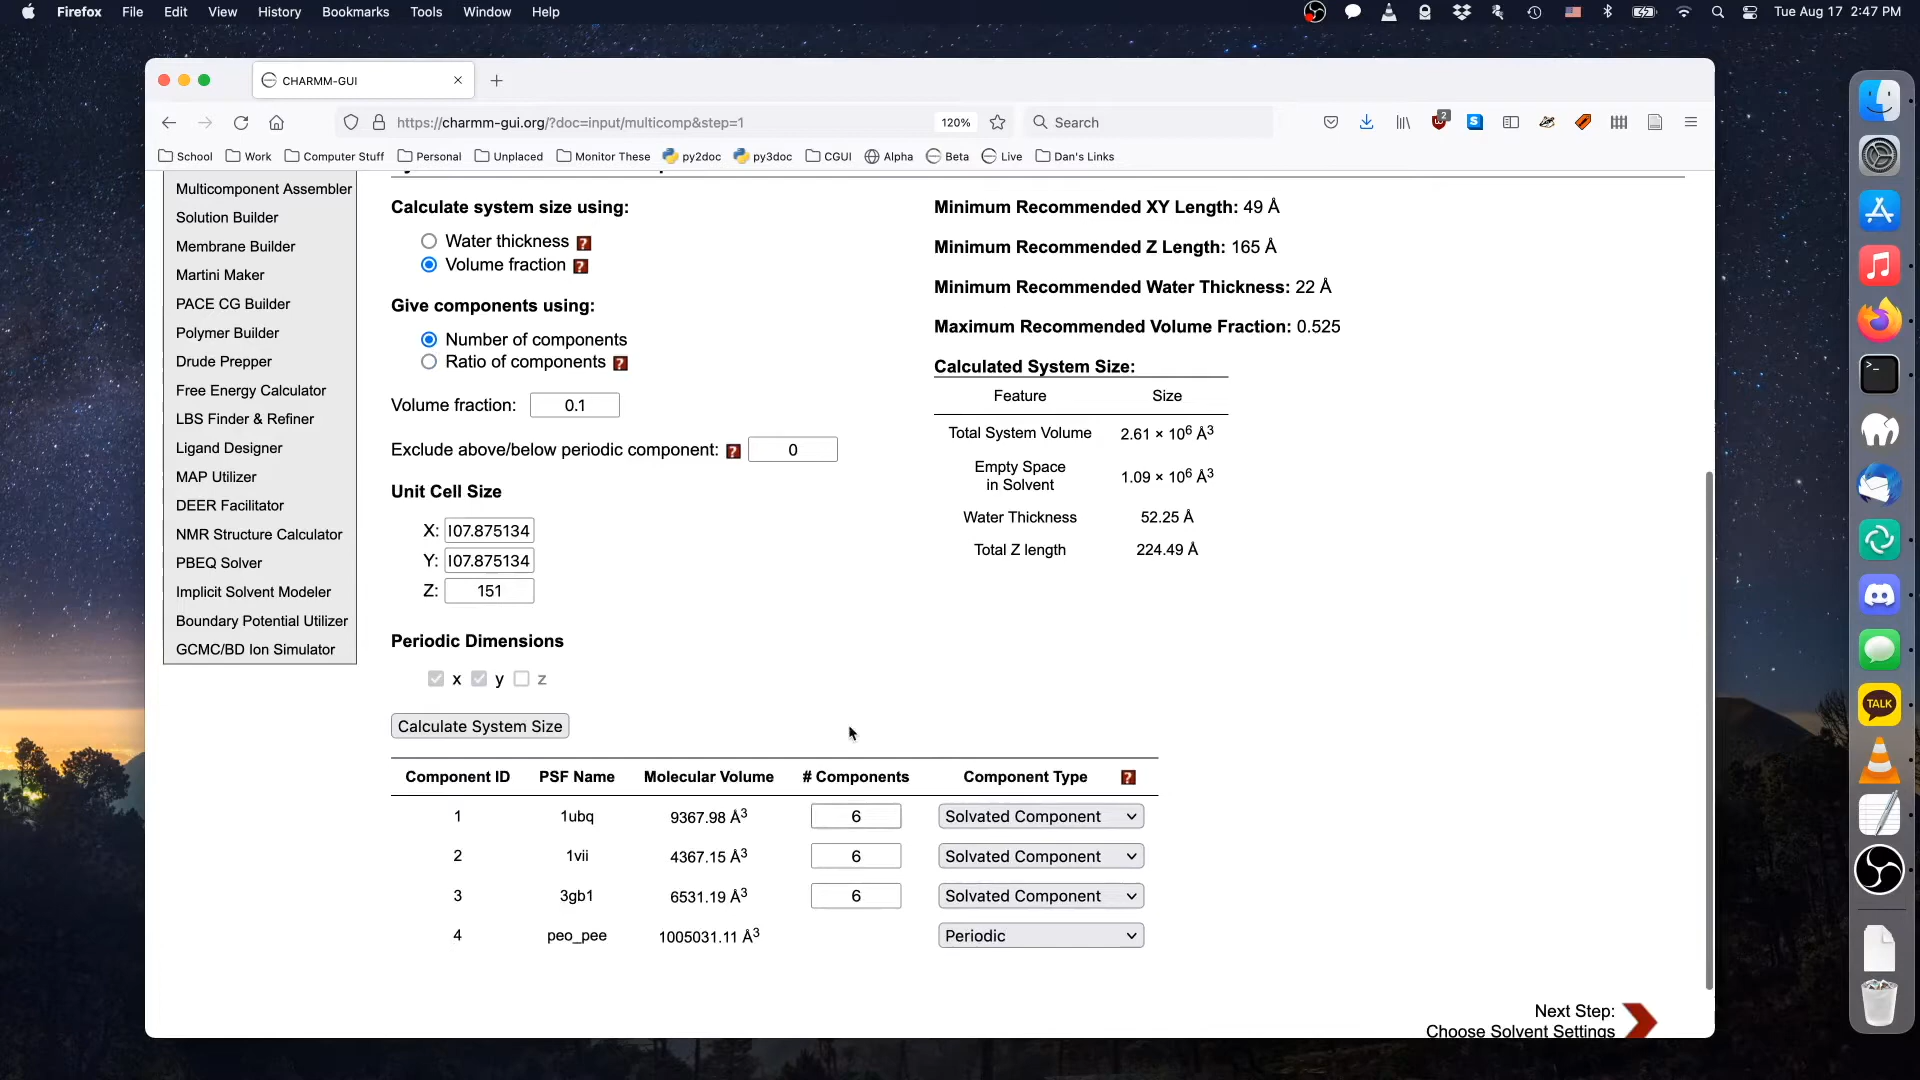 Firefox File Edit View History Bookmarks Tools Window Help Tue Aug 17 2:47 PM
CHARMM-GUI
https://charmm-gui.org/?doc=input/multicomp&step=1 120% Search 2
School Work Computer Stuff Personal Unplaced Monitor These py2doc py3doc CGUI Alpha Beta Live Dan's Links
Multicomponent Assembler
Solution Builder
Membrane Builder
Martini Maker
PACE CG Builder
Polymer Builder
Drude Prepper
Free Energy Calculator
LBS Finder & Refiner
Ligand Designer
MAP Utilizer
DEER Facilitator
NMR Structure Calculator
PBEQ Solver
Implicit Solvent Modeler
Boundary Potential Utilizer
GCMC/BD Ion Simulator
Calculate system size using:
Water thickness ?
Volume fraction ?
Give components using:
Number of components
Ratio of components ?
Volume fraction: 0.1
Exclude above/below periodic component: ? 0
Unit Cell Size
X: 107.875134
Y: 107.875134
Z: 151
Periodic Dimensions
x y z
Calculate System Size
Minimum Recommended XY Length: 49 Å
Minimum Recommended Z Length: 165 Å
Minimum Recommended Water Thickness: 22 Å
Maximum Recommended Volume Fraction: 0.525
Calculated System Size:
Feature Size
Total System Volume 2.61 × 10⁶ Å³
Empty Space
in Solvent 1.09 × 10⁶ Å³
Water Thickness 52.25 Å
Total Z length 224.49 Å
Component ID PSF Name Molecular Volume # Components Component Type ?
1 1ubq 9367.98 Å³ 6 Solvated Component
2 1vii 4367.15 Å³ 6 Solvated Component
3 3gb1 6531.19 Å³ 6 Solvated Component
4 peo_pee 1005031.11 Å³ Periodic
Next Step:
Choose Solvent Settings
TALK